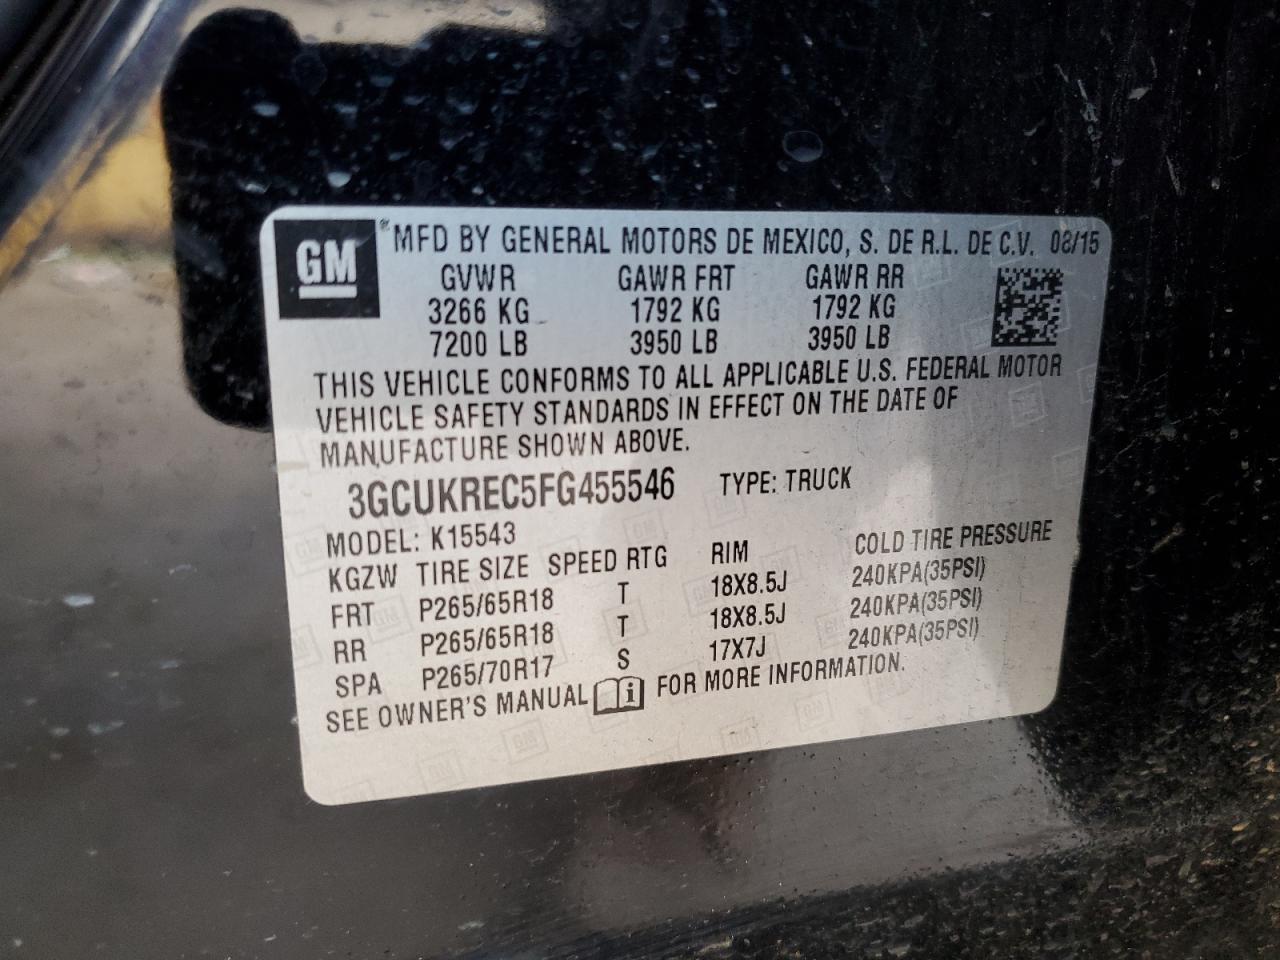 GM
® MFD BY GENERAL MOTORS DE MEXICO, S. DE R.L. DE C.V. 08/15
GVWR GAWR FRT GAWR RR
3266 KG 1792 KG 1792 KG
7200 LB 3950 LB 3950 LB
THIS VEHICLE CONFORMS TO ALL APPLICABLE U.S. FEDERAL MOTOR
VEHICLE SAFETY STANDARDS IN EFFECT ON THE DATE OF
MANUFACTURE SHOWN ABOVE.
3GCUKREC5FG455546 TYPE: TRUCK
MODEL: K15543
KGZW TIRE SIZE SPEED RTG RIM COLD TIRE PRESSURE
FRT P265/65R18 T 18X8.5J 240KPA(35PSI)
RR P265/65R18 T 18X8.5J 240KPA(35PSI)
SPA P265/70R17 S 17X7J 240KPA(35PSI)
SEE OWNER'S MANUAL i FOR MORE INFORMATION.